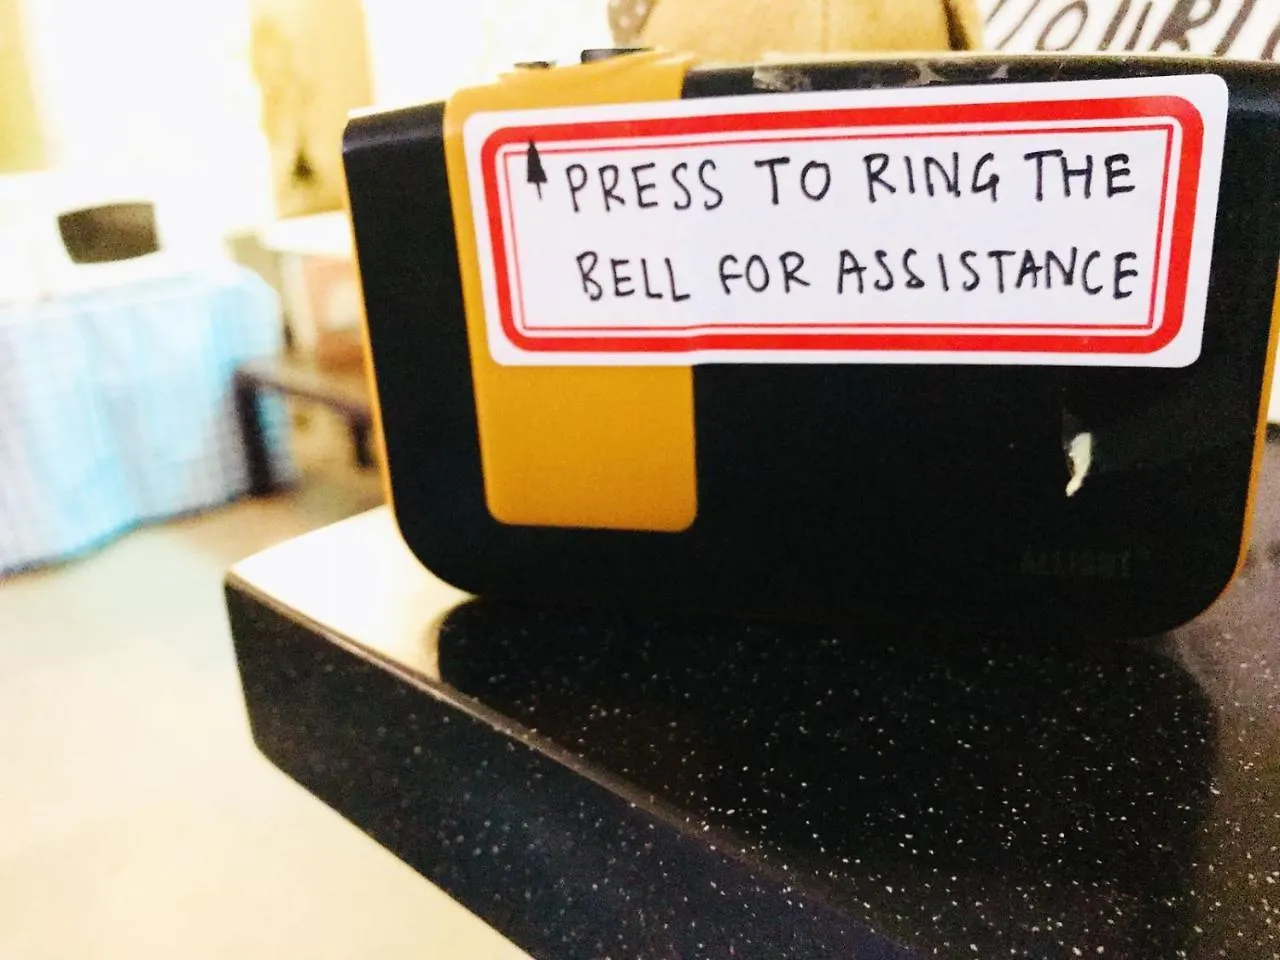 PRESS TO RING THE
BELL FOR ASSISTANCE